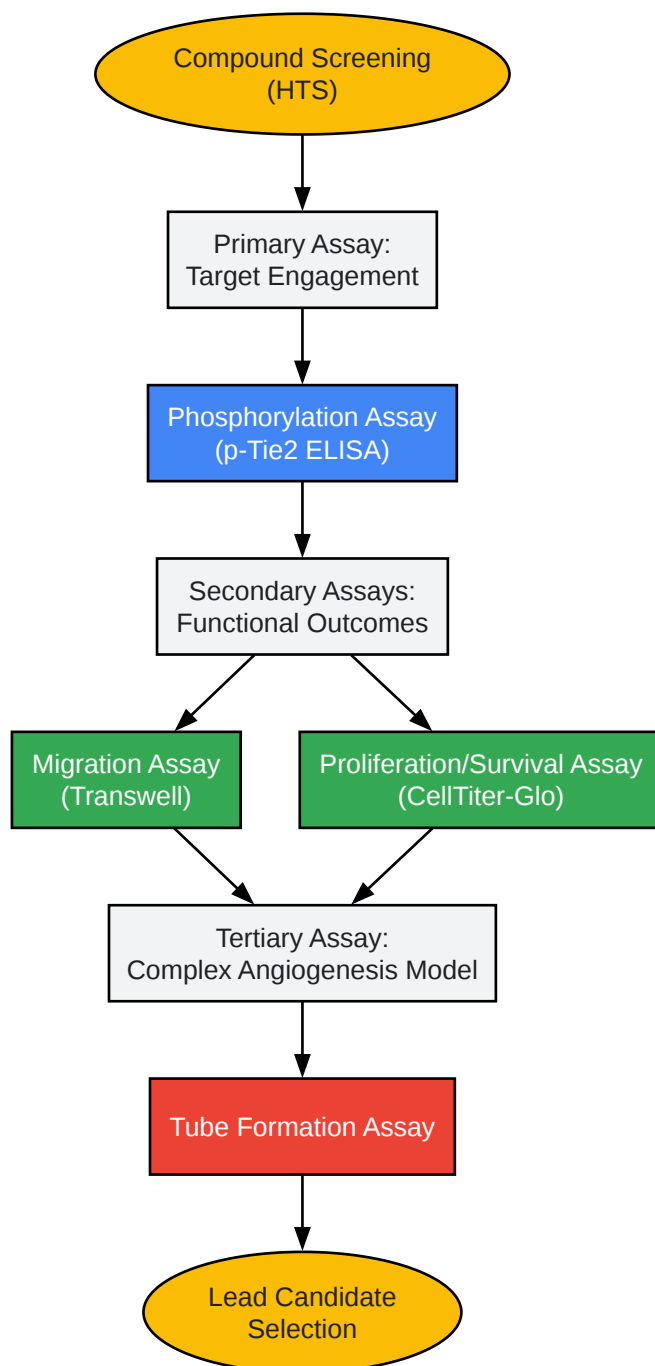 Compound Screening
(HTS)
Primary Assay:
Target Engagement
Phosphorylation Assay
(p-Tie2 ELISA)
Secondary Assays:
Functional Outcomes
Migration Assay
(Transwell)
Proliferation/Survival Assay
(CellTiter-Glo)
Tertiary Assay:
Complex Angiogenesis Model
Tube Formation Assay
Lead Candidate
Selection